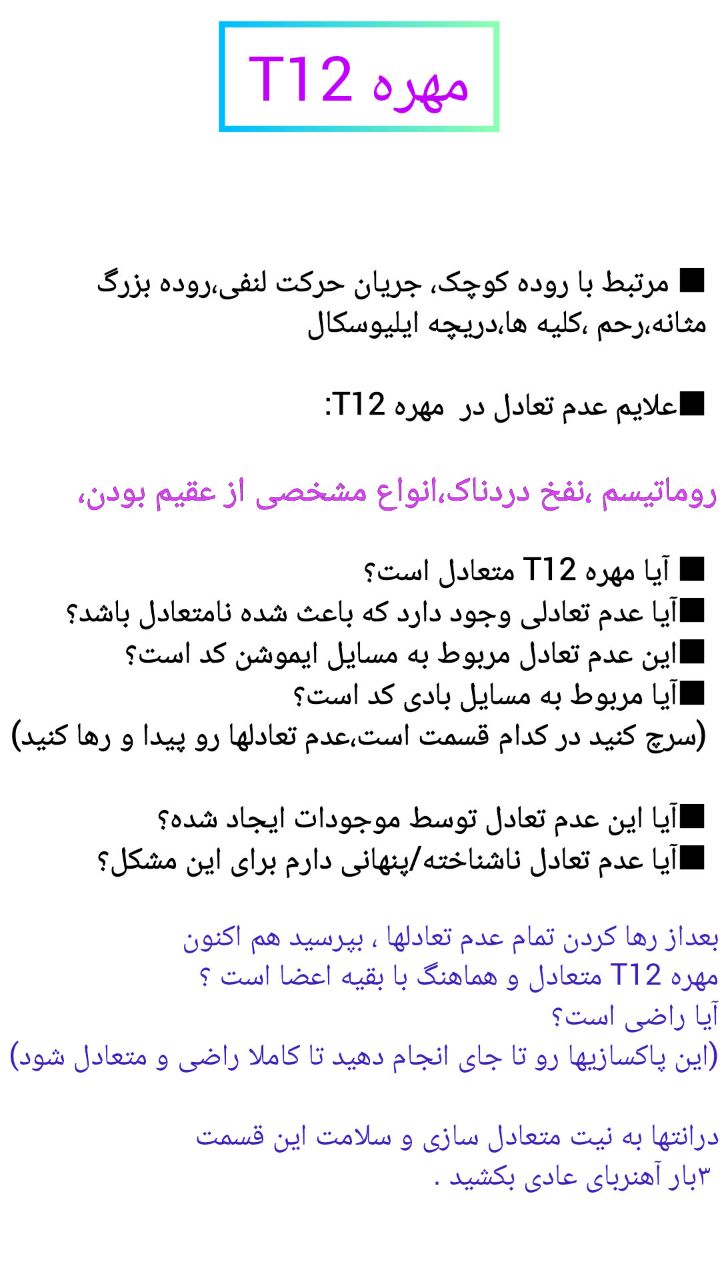 مهره T12
■ مرتبط با روده کوچک، جریان حرکت لنفی،روده بزرگ
مثانه،رحم ،کلیه ها،دریچه ایلیوسکال
■علایم عدم تعادل در  مهره T12:
روماتیسم ،نفخ دردناک،انواع مشخصی از عقیم بودن،
■ آیا مهره T12 متعادل است؟
■آیا عدم تعادلی وجود دارد که باعث شده نامتعادل باشد؟
■این عدم تعادل مربوط به مسایل ایموشن کد است؟
■آیا مربوط به مسایل بادی کد است؟
(سرچ کنید در کدام قسمت است،عدم تعادلها رو پیدا و رها کنید)
■آیا این عدم تعادل توسط موجودات ایجاد شده؟
■آیا عدم تعادل ناشناخته/پنهانی دارم برای این مشکل؟
بعداز رها کردن تمام عدم تعادلها ، بپرسید هم اکنون
مهره T12 متعادل و هماهنگ با بقیه اعضا است ؟
آیا راضی است؟
(این پاکسازیها رو تا جای انجام دهید تا کاملا راضی و متعادل شود)
درانتها به نیت متعادل سازی و سلامت این قسمت
۳بار آهنربای عادی بکشید .